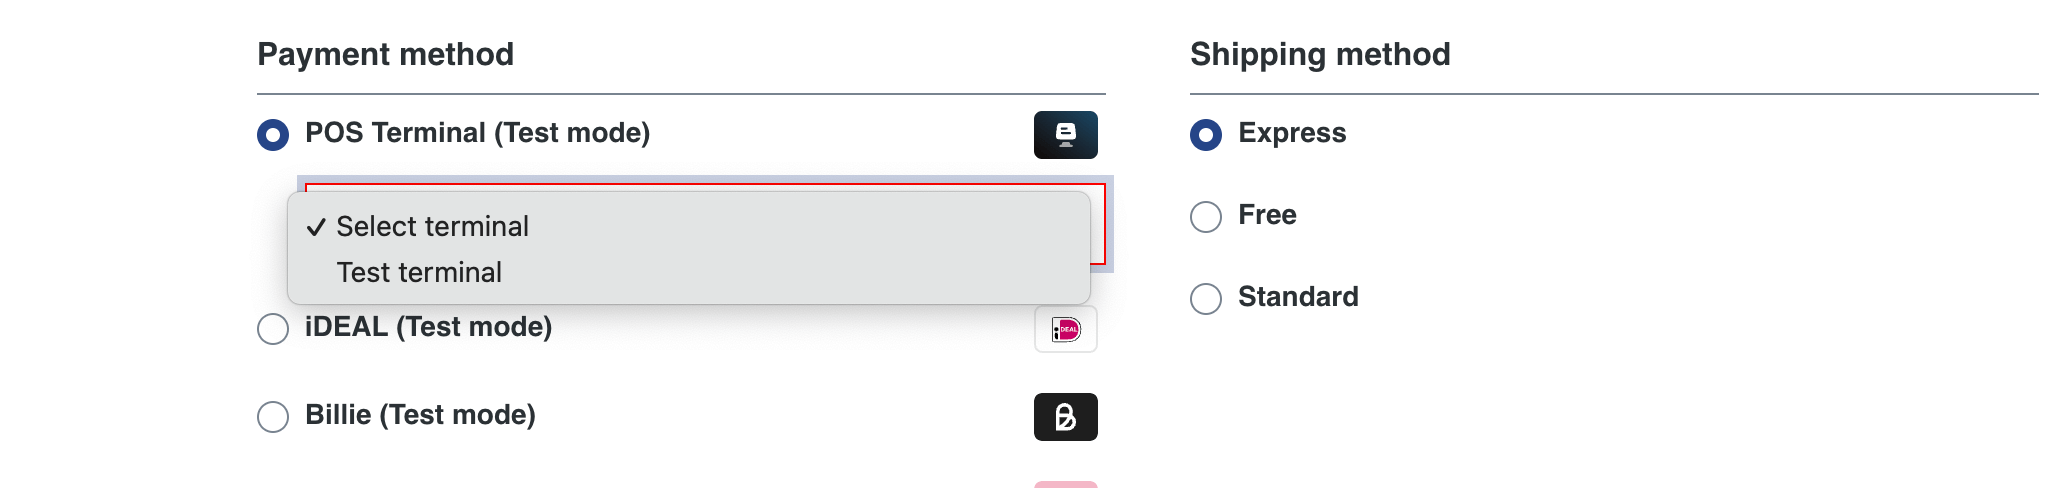 Payment method
POS Terminal (Test mode)
Select terminal
Test terminal
iDEAL (Test mode)
iDEAL
Billie (Test mode)
Shipping method
Express
Free
Standard